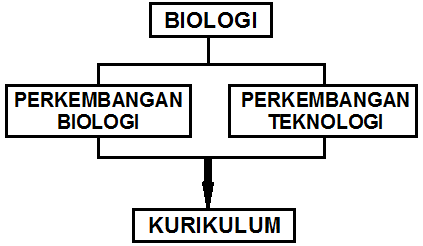 BIOLOGI
PERKEMBANGAN
BIOLOGI
PERKEMBANGAN
TEKNOLOGI
KURIKULUM